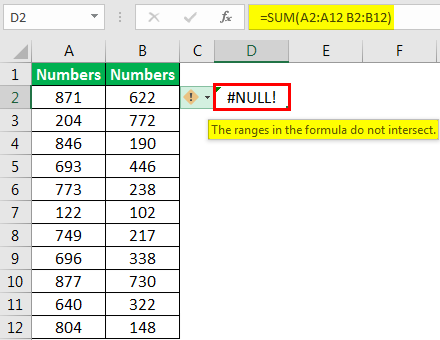 D2 =SUM(A2:A12 B2:B12)
A B C D E F
1 Numbers Numbers
2 871 622 ! #NULL!
3 204 772 The ranges in the formula do not intersect.
4 846 190
5 693 446
6 773 238
7 122 102
8 749 217
9 696 338
10 877 730
11 640 322
12 804 148